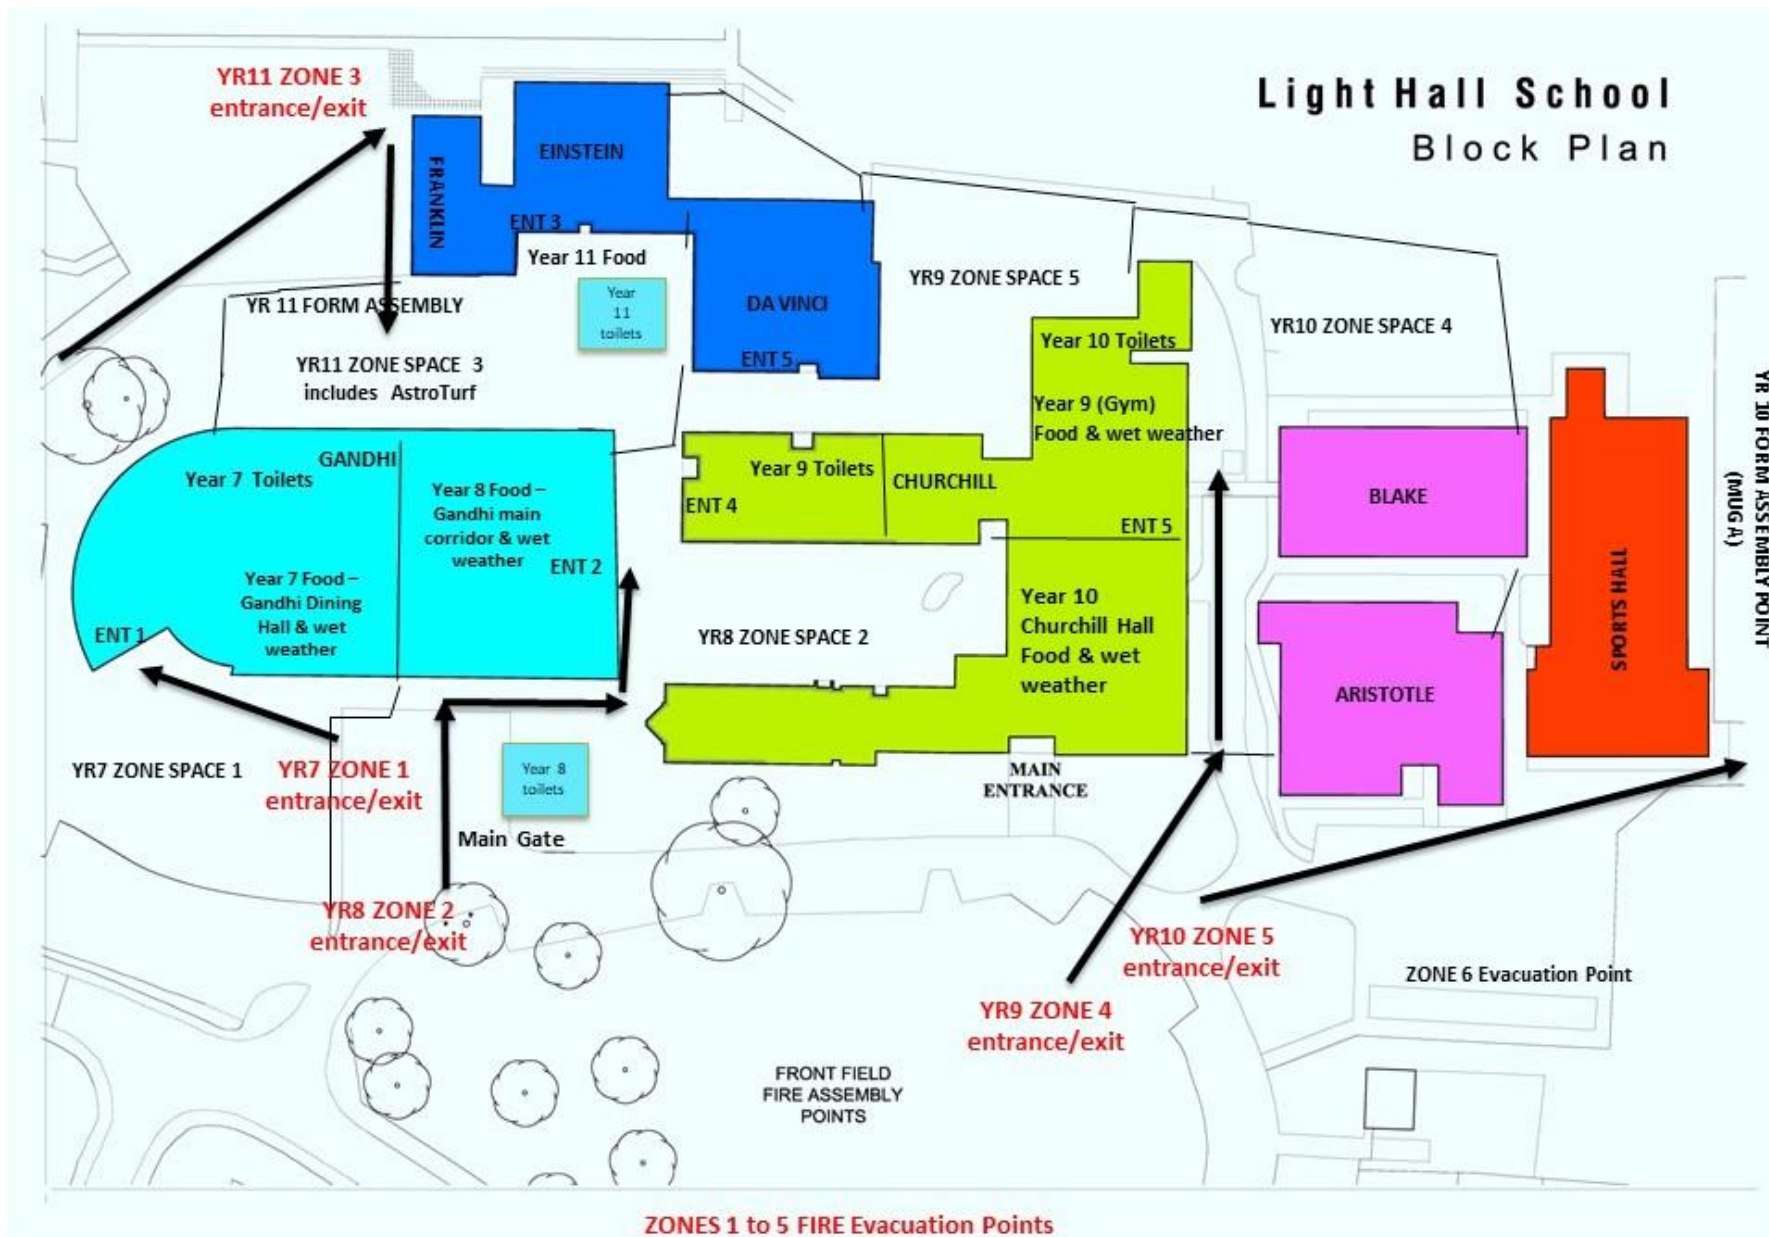 Light Hall School
Block Plan
YR11 ZONE 3
entrance/exit
FRANKLIN
EINSTEIN
ENT 3
Year 11 Food
Year
11
toilets
DA VINCI
ENT 5
YR 11 FORM ASSEMBLY
YR11 ZONE SPACE 3
includes AstroTurf
YR9 ZONE SPACE 5
YR10 ZONE SPACE 4
Year 10 Toilets
Year 9 (Gym)
Food & wet weather
GANDHI
Year 7 Toilets
Year 8 Food –
Gandhi main
corridor & wet
weather
ENT 2
Year 7 Food –
Gandhi Dining
Hall & wet
weather
ENT 1
Year 9 Toilets
ENT 4
CHURCHILL
ENT 5
YR8 ZONE SPACE 2
Year 10
Churchill Hall
Food & wet
weather
BLAKE
ARISTOTLE
SPORTS HALL
YR 10 FORM ASSEMBLY POINT
(MUGA)
YR7 ZONE SPACE 1
YR7 ZONE 1
entrance/exit
Year 8
toilets
Main Gate
MAIN
ENTRANCE
YR8 ZONE 2
entrance/exit
YR10 ZONE 5
entrance/exit
YR9 ZONE 4
entrance/exit
ZONE 6 Evacuation Point
FRONT FIELD
FIRE ASSEMBLY
POINTS
ZONES 1 to 5 FIRE Evacuation Points